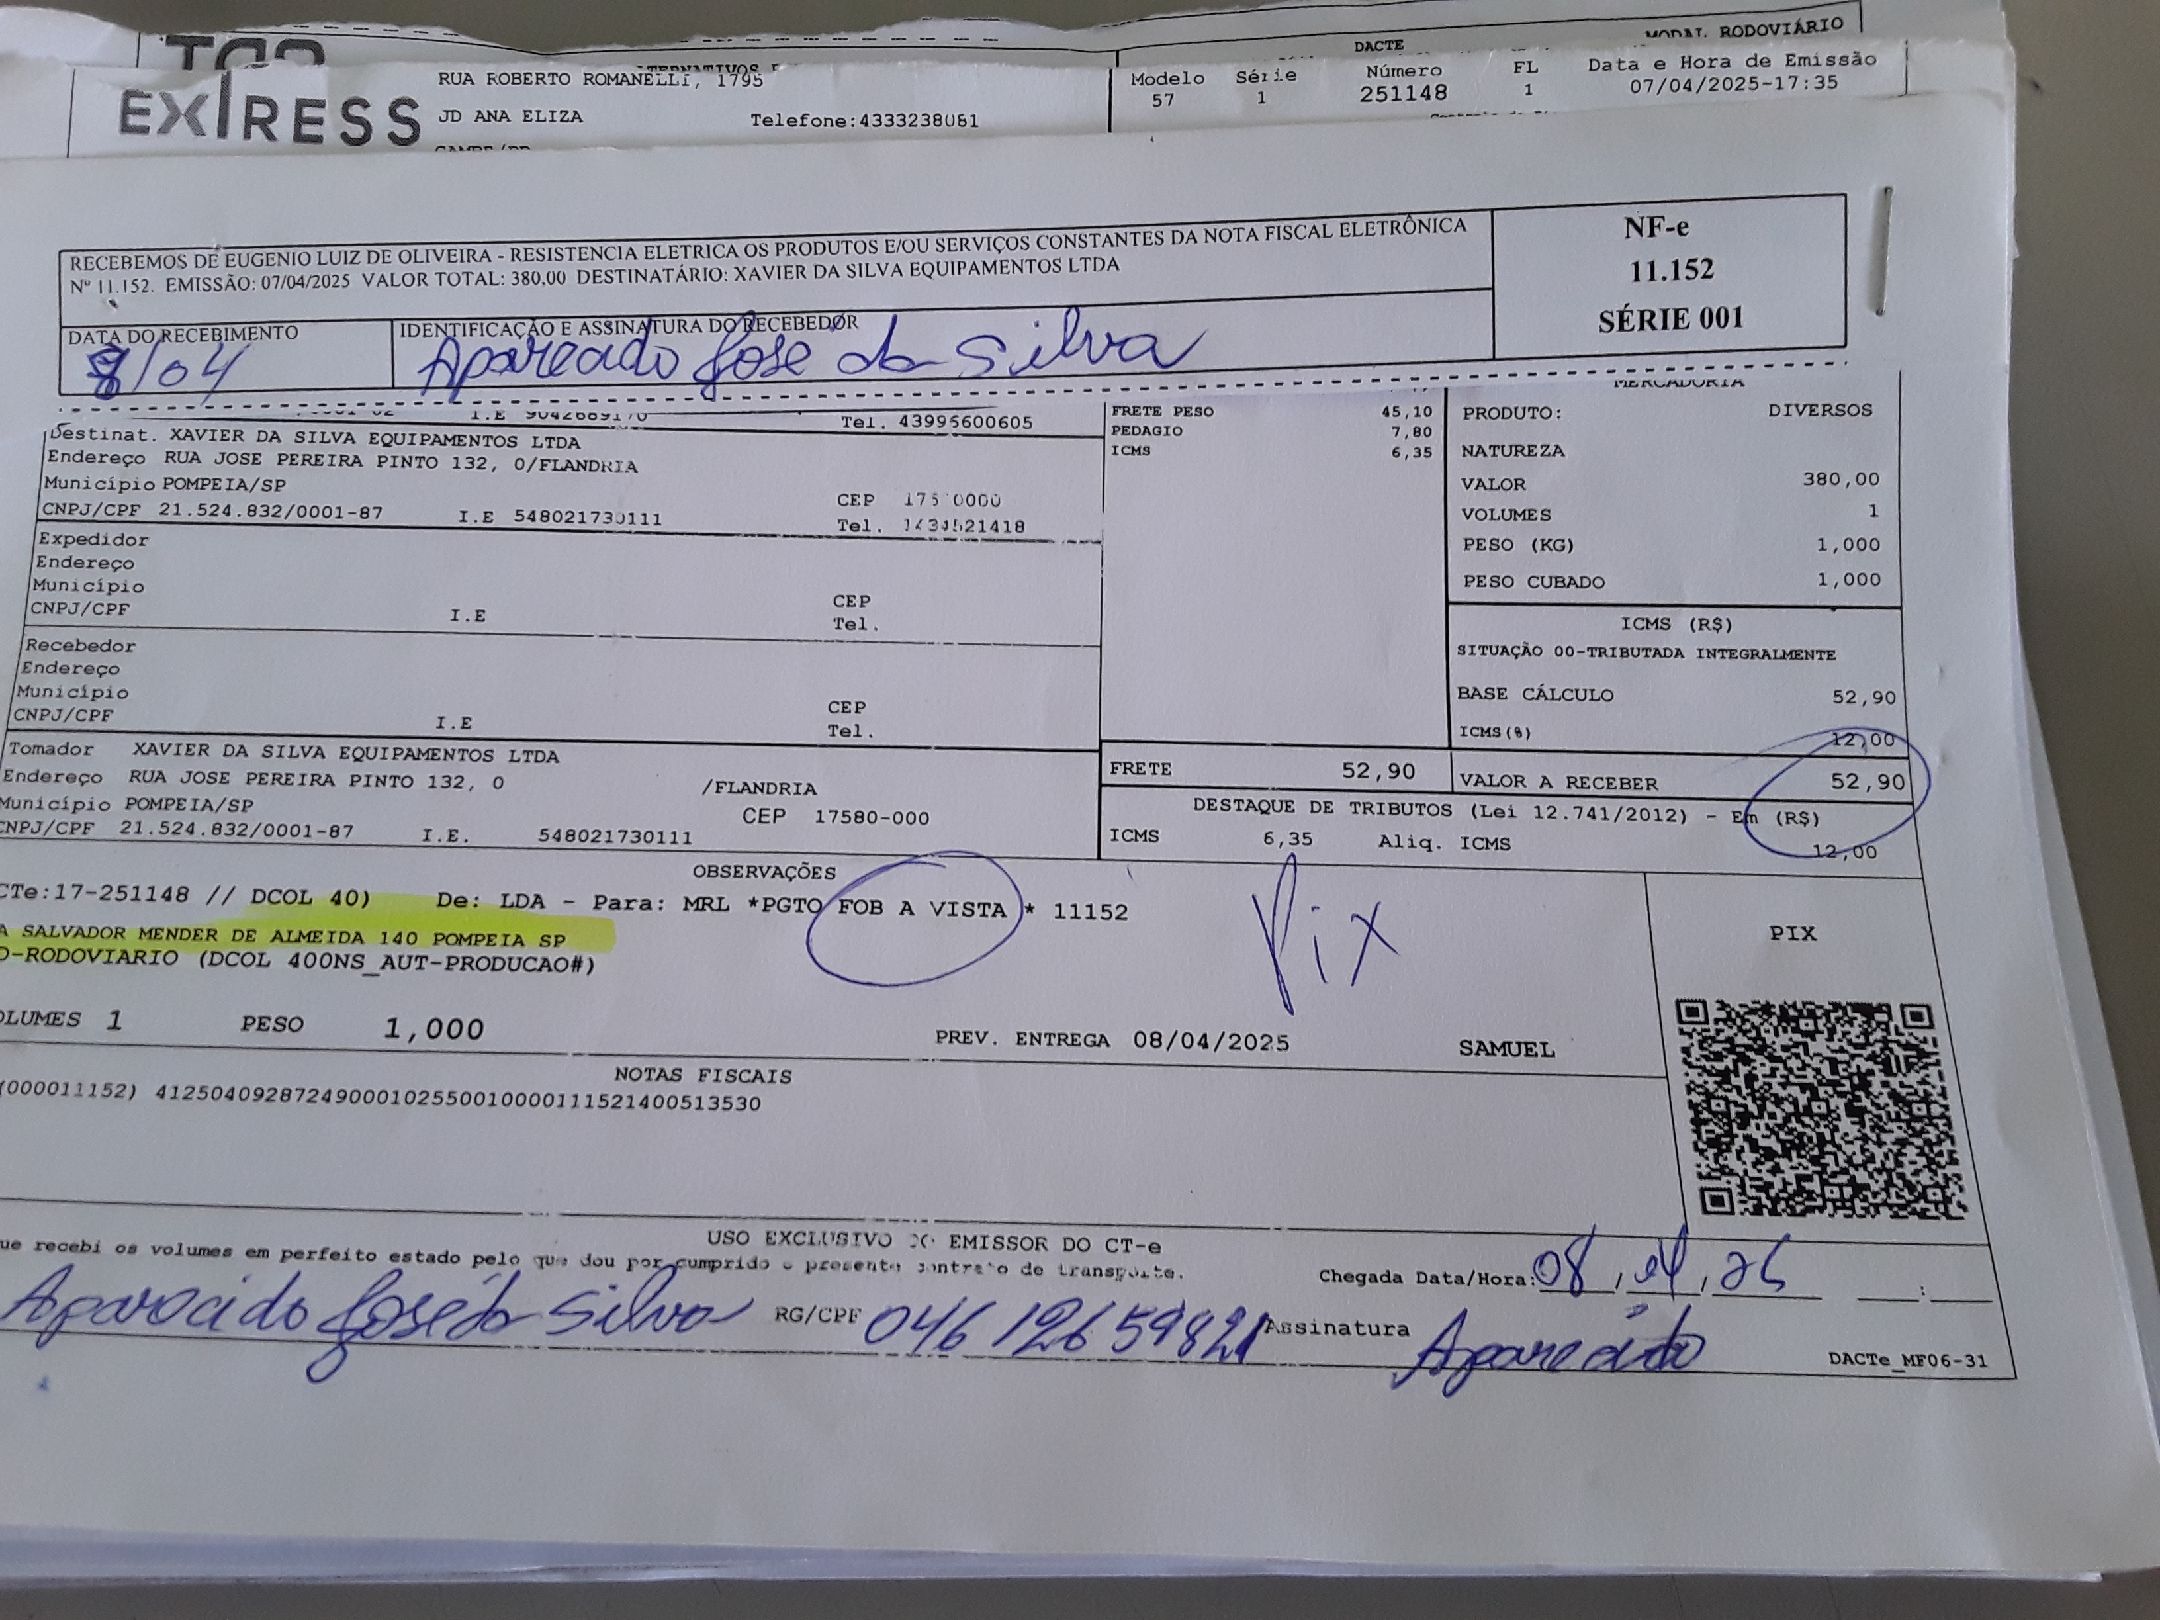 EXPRESS
RUA ROBERTO ROMANELLI, 1795
JD ANA ELIZA
Telefone:4333238081
DACTE
MODAL RODOVIÁRIO
Modelo Série Número FL Data e Hora de Emissão
57 1 251148 1 07/04/2025-17:35
RECEBEMOS DE EUGENIO LUIZ DE OLIVEIRA - RESISTENCIA ELETRICA OS PRODUTOS E/OU SERVIÇOS CONSTANTES DA NOTA FISCAL ELETRÔNICA
Nº 11.152. EMISSÃO: 07/04/2025 VALOR TOTAL: 380,00 DESTINATÁRIO: XAVIER DA SILVA EQUIPAMENTOS LTDA
NF-e
11.152
SÉRIE 001
DATA DO RECEBIMENTO
8/04
IDENTIFICAÇÃO E ASSINATURA DO RECEBEDOR
Aparecido Jose da Silva
I.E 9042689170 Tel. 43995600605
Destinat. XAVIER DA SILVA EQUIPAMENTOS LTDA
Endereço RUA JOSE PEREIRA PINTO 132, 0/FLANDRIA
Município POMPEIA/SP CEP
CNPJ/CPF 21.524.832/0001-87 I.E 548021730111 Tel.
Expedidor
Endereço
Município CEP
CNPJ/CPF I.E Tel.
Recebedor
Endereço
Município CEP
CNPJ/CPF I.E Tel.
Tomador XAVIER DA SILVA EQUIPAMENTOS LTDA
Endereço RUA JOSE PEREIRA PINTO 132, 0 /FLANDRIA
Município POMPEIA/SP CEP 17580-000
CNPJ/CPF 21.524.832/0001-87 I.E. 548021730111
FRETE PESO 45,10
PEDAGIO 7,80
ICMS 6,35
FRETE 52,90
MERCADORIA
PRODUTO: DIVERSOS
NATUREZA
VALOR 380,00
VOLUMES 1
PESO (KG) 1,000
PESO CUBADO 1,000
ICMS (R$)
SITUAÇÃO 00-TRIBUTADA INTEGRALMENTE
BASE CÁLCULO 52,90
ICMS(%) 12,00
VALOR A RECEBER 52,90
DESTAQUE DE TRIBUTOS (Lei 12.741/2012) - Em (R$)
ICMS 6,35 Aliq. ICMS 12,00
OBSERVAÇÕES
CTe:17-251148 // DCOL 40) De: LDA - Para: MRL *PGTO FOB A VISTA * 11152
A SALVADOR MENDER DE ALMEIDA 140 POMPEIA SP
O-RODOVIARIO (DCOL 400NS_AUT-PRODUCAO#)
Pix
PIX
OLUMES 1 PESO 1,000 PREV. ENTREGA 08/04/2025 SAMUEL
NOTAS FISCAIS
(000011152) 41250409287249000102550010000111521400513530
USO EXCLUSIVO DO EMISSOR DO CT-e
ue recebi os volumes em perfeito estado pelo que dou por cumprido o presente contrato de transporte.
Chegada Data/Hora: 08/04/25 :
Aparecido José da Silva RG/CPF 04612659821 Assinatura Aparecido
DACTe_MF06-31